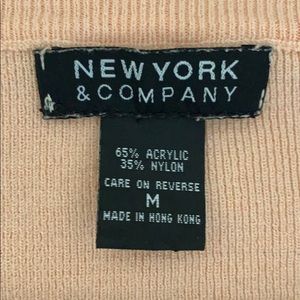 NEW YORK
& COMPANY
65% ACRYLIC
35% NYLON
CARE ON REVERSE
M
MADE IN HONG KONG